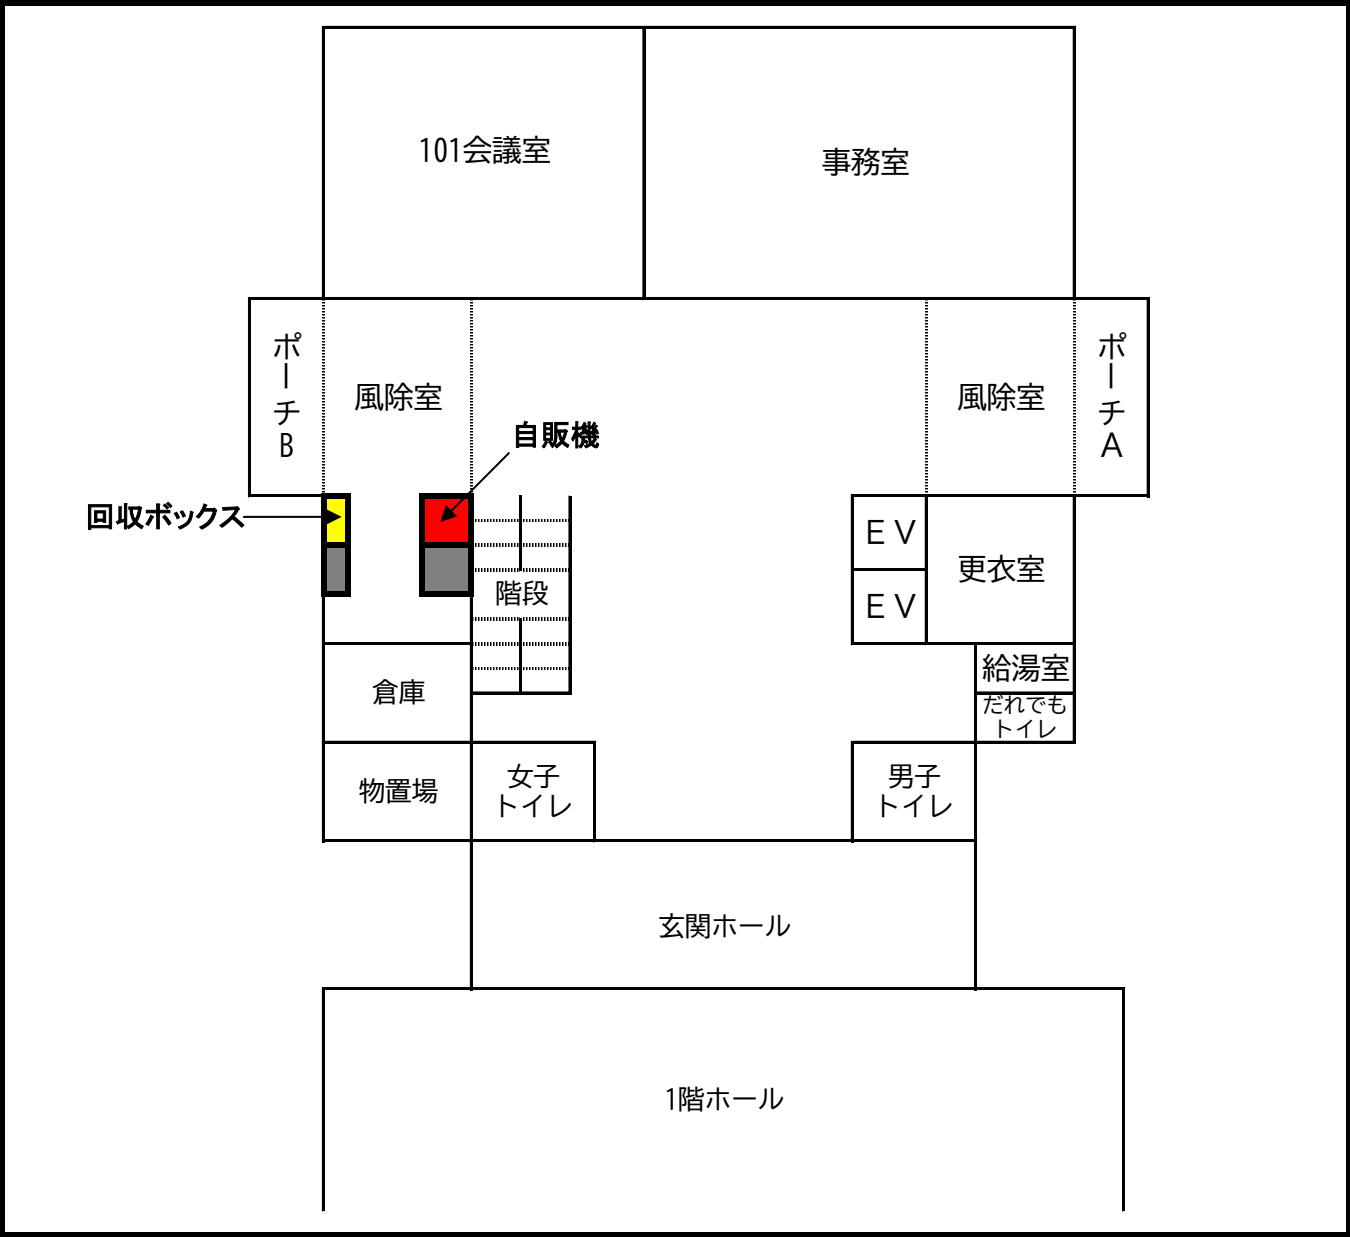 101会議室
事務室
ポーチB
風除室
風除室
ポーチA
自販機
回収ボックス
ＥＶ
更衣室
階段
ＥＶ
給湯室
倉庫
だれでも
トイレ
物置場
女子
トイレ
男子
トイレ
玄関ホール
1階ホール